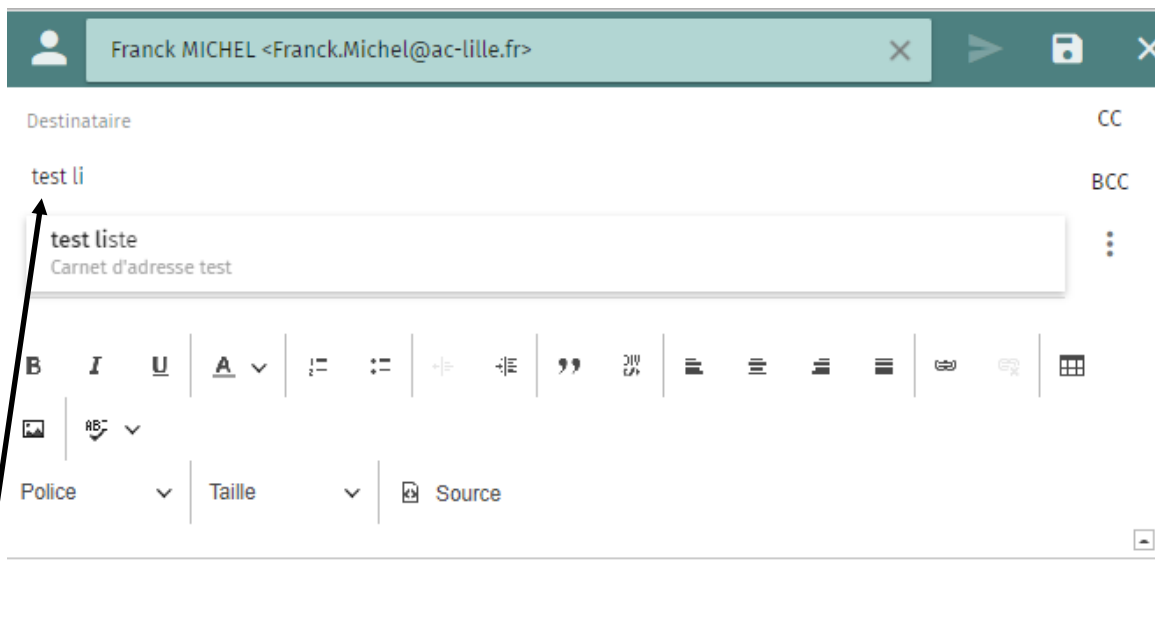 Franck MICHEL <Franck.Michel@ac-lille.fr>
Destinataire
CC
test li
BCC
test liste
Carnet d'adresse test
B I U A
ABC
Police Taille Source